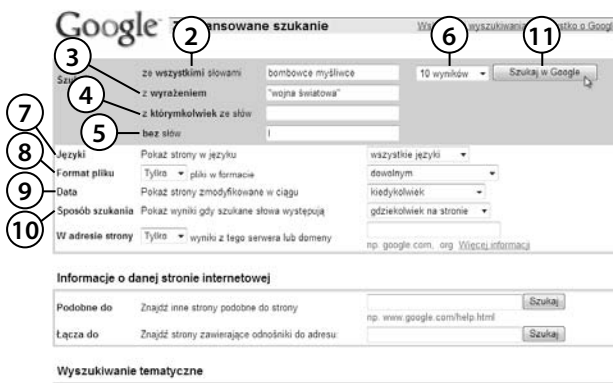 Google ansowane szukanie
wyszukiwania
2
6
11
3
4
5
7
8
9
10
ze wszystkimi słowami bombowce myśliwce 10 wyników Szukaj w Google
z wyrażeniem "wojna światowa"
z którymkolwiek ze słów
bez słów
Języki Pokaż strony w języku wszystkie języki
Format pliku Tylko pliki w formacie dowolnym
Data Pokaż strony zmodyfikowane w ciągu kiedykolwiek
Sposób szukania Pokaż wyniki gdy szukane słowa występują gdziekolwiek na stronie
W adresie strony Tylko wyniki z tego serwera lub domeny
np. google.com, .org Więcej informacji
Informacje o danej stronie internetowej
Podobne do Znajdź inne strony podobne do strony Szukaj
np. www.google.com/help.html
Łącza do Znajdź strony zawierające odnośniki do adresu: Szukaj
Wyszukiwanie tematyczne